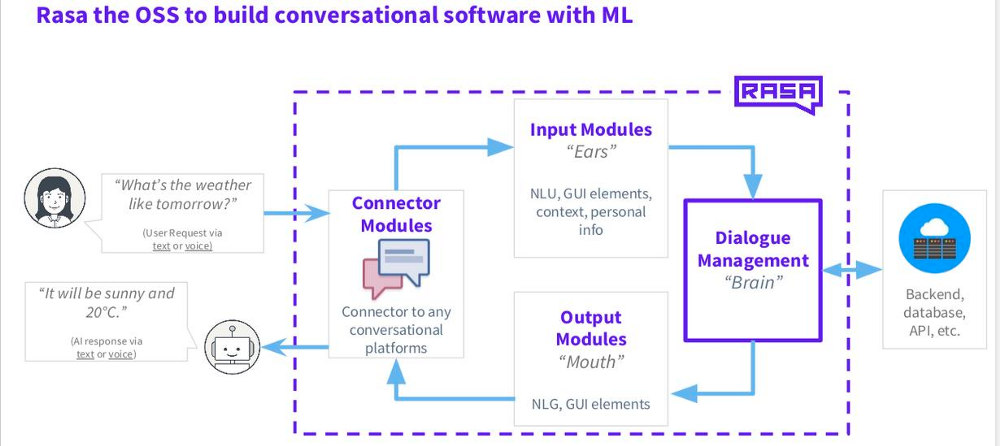 Rasa the OSS to build conversational software with ML
RASA
Input Modules
“Ears”
NLU, GUI elements,
context, personal
info
“What’s the weather
like tomorrow?”
(User Request via
text or voice)
Connector
Modules
Connector to any
conversational
platforms
Dialogue
Management
“Brain”
Backend,
database,
API, etc.
“It will be sunny and
20°C.”
(AI response via
text or voice)
Output
Modules
“Mouth”
NLG, GUI elements